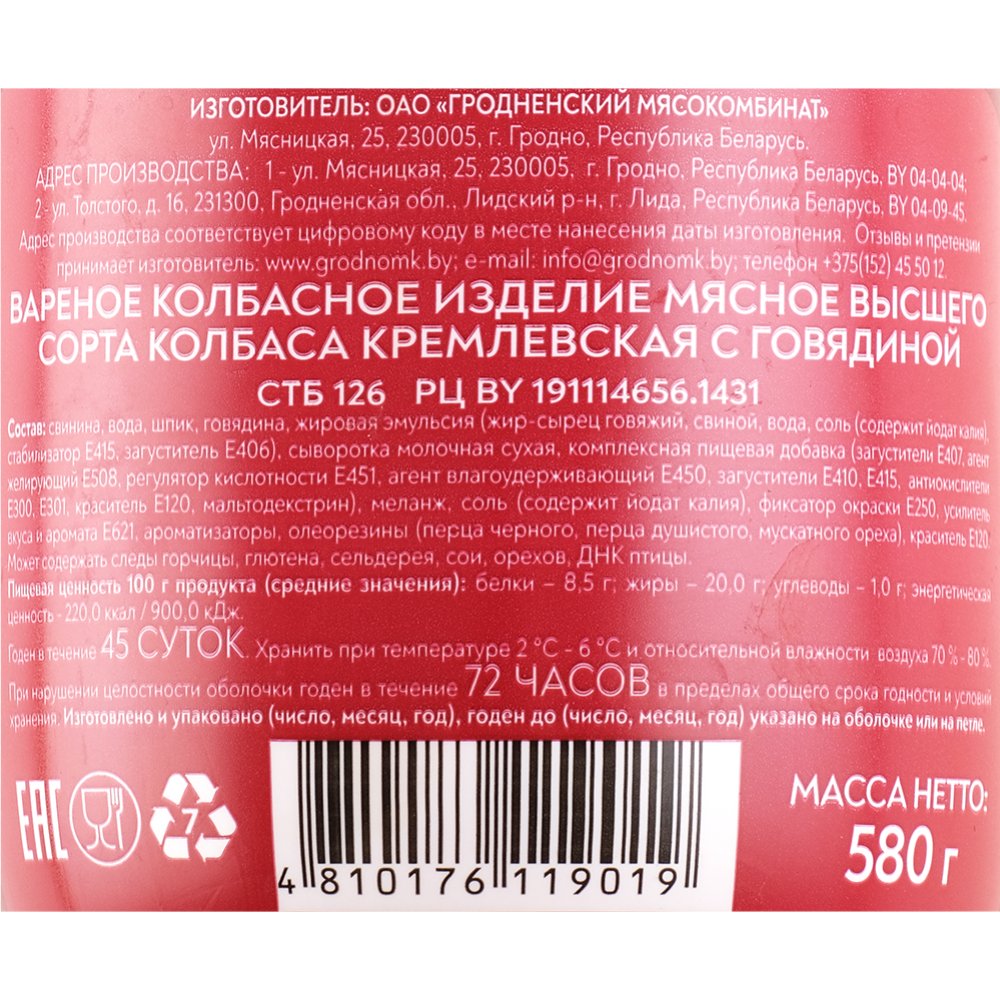 ИЗГОТОВИТЕЛЬ: ОАО «ГРОДНЕНСКИЙ МЯСОКОМБИНАТ»
ул. Мясницкая, 25, 230005, г. Гродно, Республика Беларусь.
АДРЕС ПРОИЗВОДСТВА: 1 - ул. Мясницкая, 25, 230005, г. Гродно, Республика Беларусь, BY 04-04-04;
2 - ул. Толстого, д. 16, 231300, Гродненская обл., Лидский р-н, г. Лида, Республика Беларусь, BY 04-09-45.
Адрес производства соответствует цифровому коду в месте нанесения даты изготовления. Отзывы и претензии
принимает изготовитель: www.grodnomk.by; e-mail: info@grodnomk.by; телефон +375(152) 45 50 12.
ВАРЕНОЕ КОЛБАСНОЕ ИЗДЕЛИЕ МЯСНОЕ ВЫСШЕГО
СОРТА КОЛБАСА КРЕМЛЕВСКАЯ С ГОВЯДИНОЙ
СТБ 126 РЦ BY 191114656.1431
Состав: свинина, вода, шпик, говядина, жировая эмульсия (жир-сырец говяжий, свиной, вода, соль (содержит йодат калия),
стабилизатор Е415, загуститель Е406), сыворотка молочная сухая, комплексная пищевая добавка (загустители Е407, агент
желирующий Е508, регулятор кислотности Е451, агент влагоудерживающий Е450, загустители Е410, Е415, антиокислители
Е300, Е301, краситель Е120, мальтодекстрин), меланж, соль (содержит йодат калия), фиксатор окраски Е250, усилитель
вкуса и аромата Е621, ароматизаторы, олеорезины (перца черного, перца душистого, мускатного ореха), краситель Е120.
Может содержать следы горчицы, глютена, сельдерея, сои, орехов, ДНК птицы.
Пищевая ценность 100 г продукта (средние значения): белки – 8,5 г; жиры – 20,0 г; углеводы – 1,0 г; энергетическая
ценность - 220,0 ккал / 900,0 кДж.
Годен в течение 45 СУТОК. Хранить при температуре 2 °С - 6 °С и относительной влажности воздуха 70 % - 80 %.
При нарушении целостности оболочки годен в течение 72 ЧАСОВ в пределах общего срока годности и условий
хранения. Изготовлено и упаковано (число, месяц, год), годен до (число, месяц, год) указано на оболочке или на петле.
EAC
7
4 810176 119019
МАССА НЕТТО:
580 г